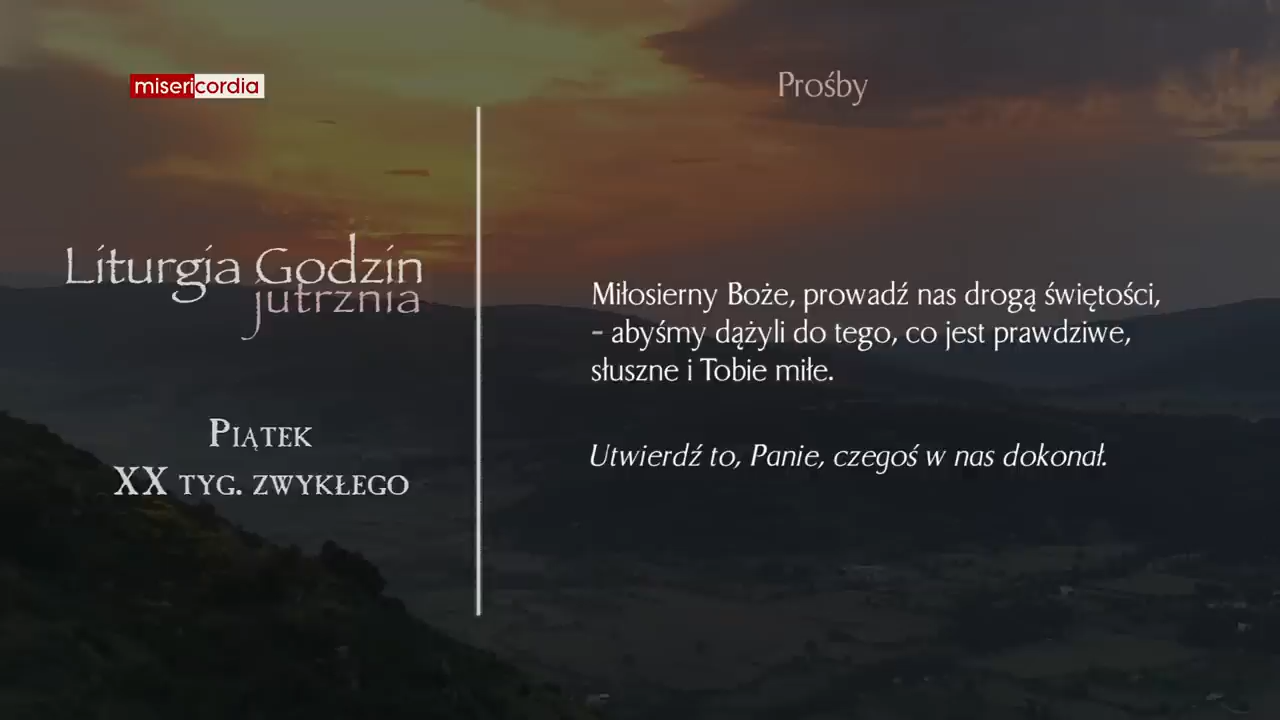 misericordia
Prośby
Liturgia Godzin
jutrznia
Piątek
XX tyg. zwykłego
Miłosierny Boże, prowadź nas drogą świętości,
- abyśmy dążyli do tego, co jest prawdziwe,
słuszne i Tobie miłe.
Utwierdź to, Panie, czegoś w nas dokonał.